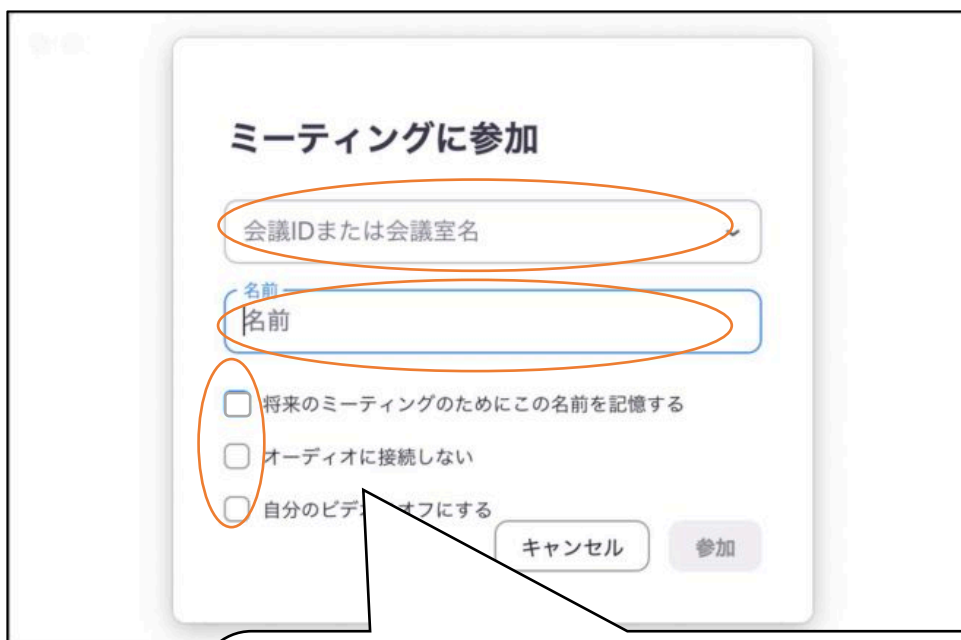 ミーティングに参加
会議IDまたは会議室名
名前
名前
将来のミーティングのためにこの名前を記憶する
オーディオに接続しない
自分のビデ オフにする
キャンセル
参加